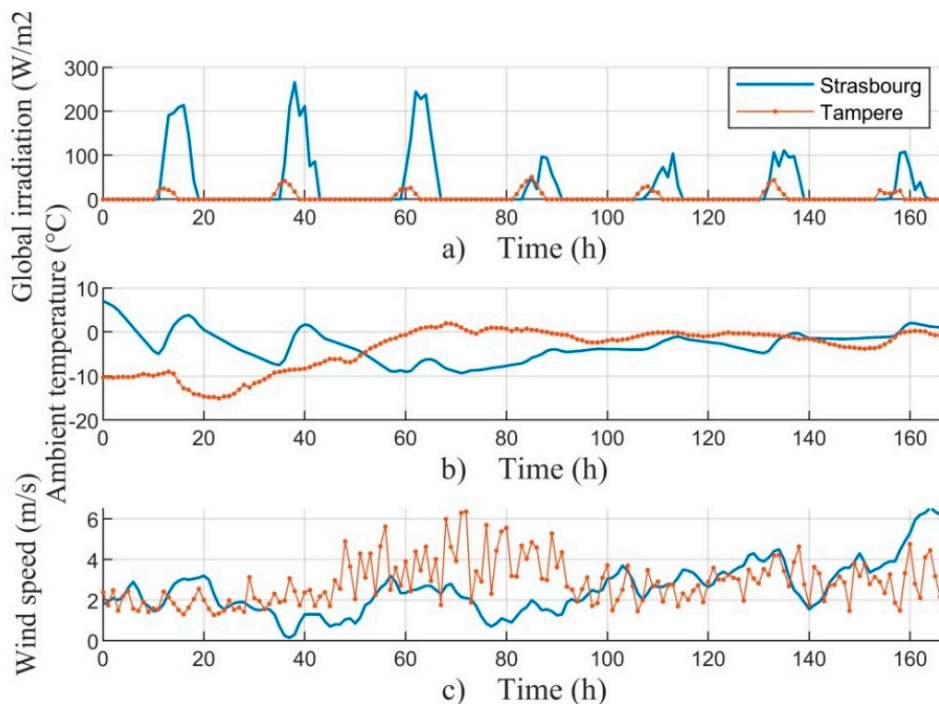 Global irradiation (W/m2
300
200
100
0
Strasbourg
Tampere
0 20 40 60 80 100 120 140 160
a) Time (h)
Ambient temperature (°C)
10
0
-10
-20
0 20 40 60 80 100 120 140 160
b) Time (h)
Wind speed (m/s)
6
4
2
0
0 20 40 60 80 100 120 140 160
c) Time (h)